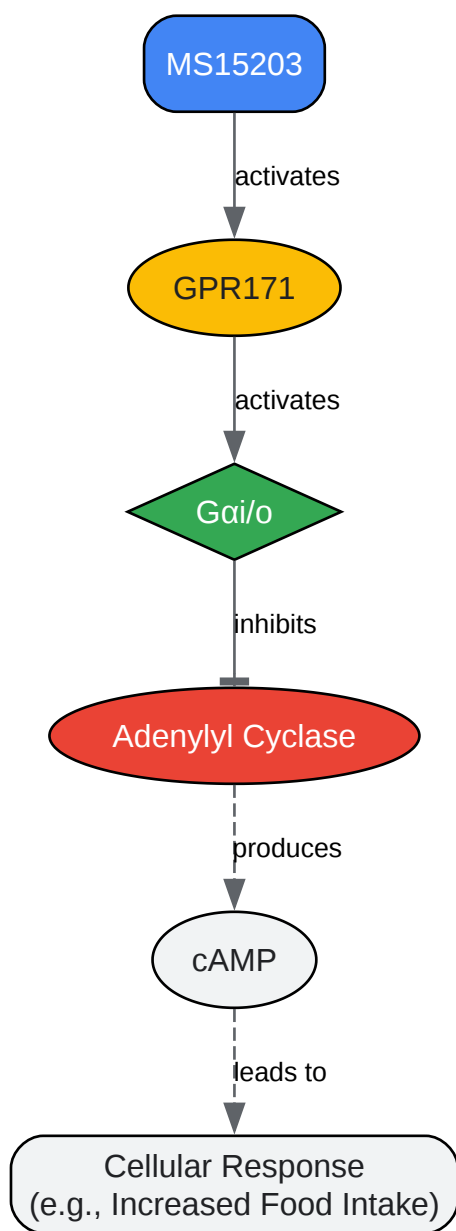 MS15203
activates
GPR171
activates
Gαi/o
inhibits
Adenylyl Cyclase
produces
cAMP
leads to
Cellular Response
(e.g., Increased Food Intake)